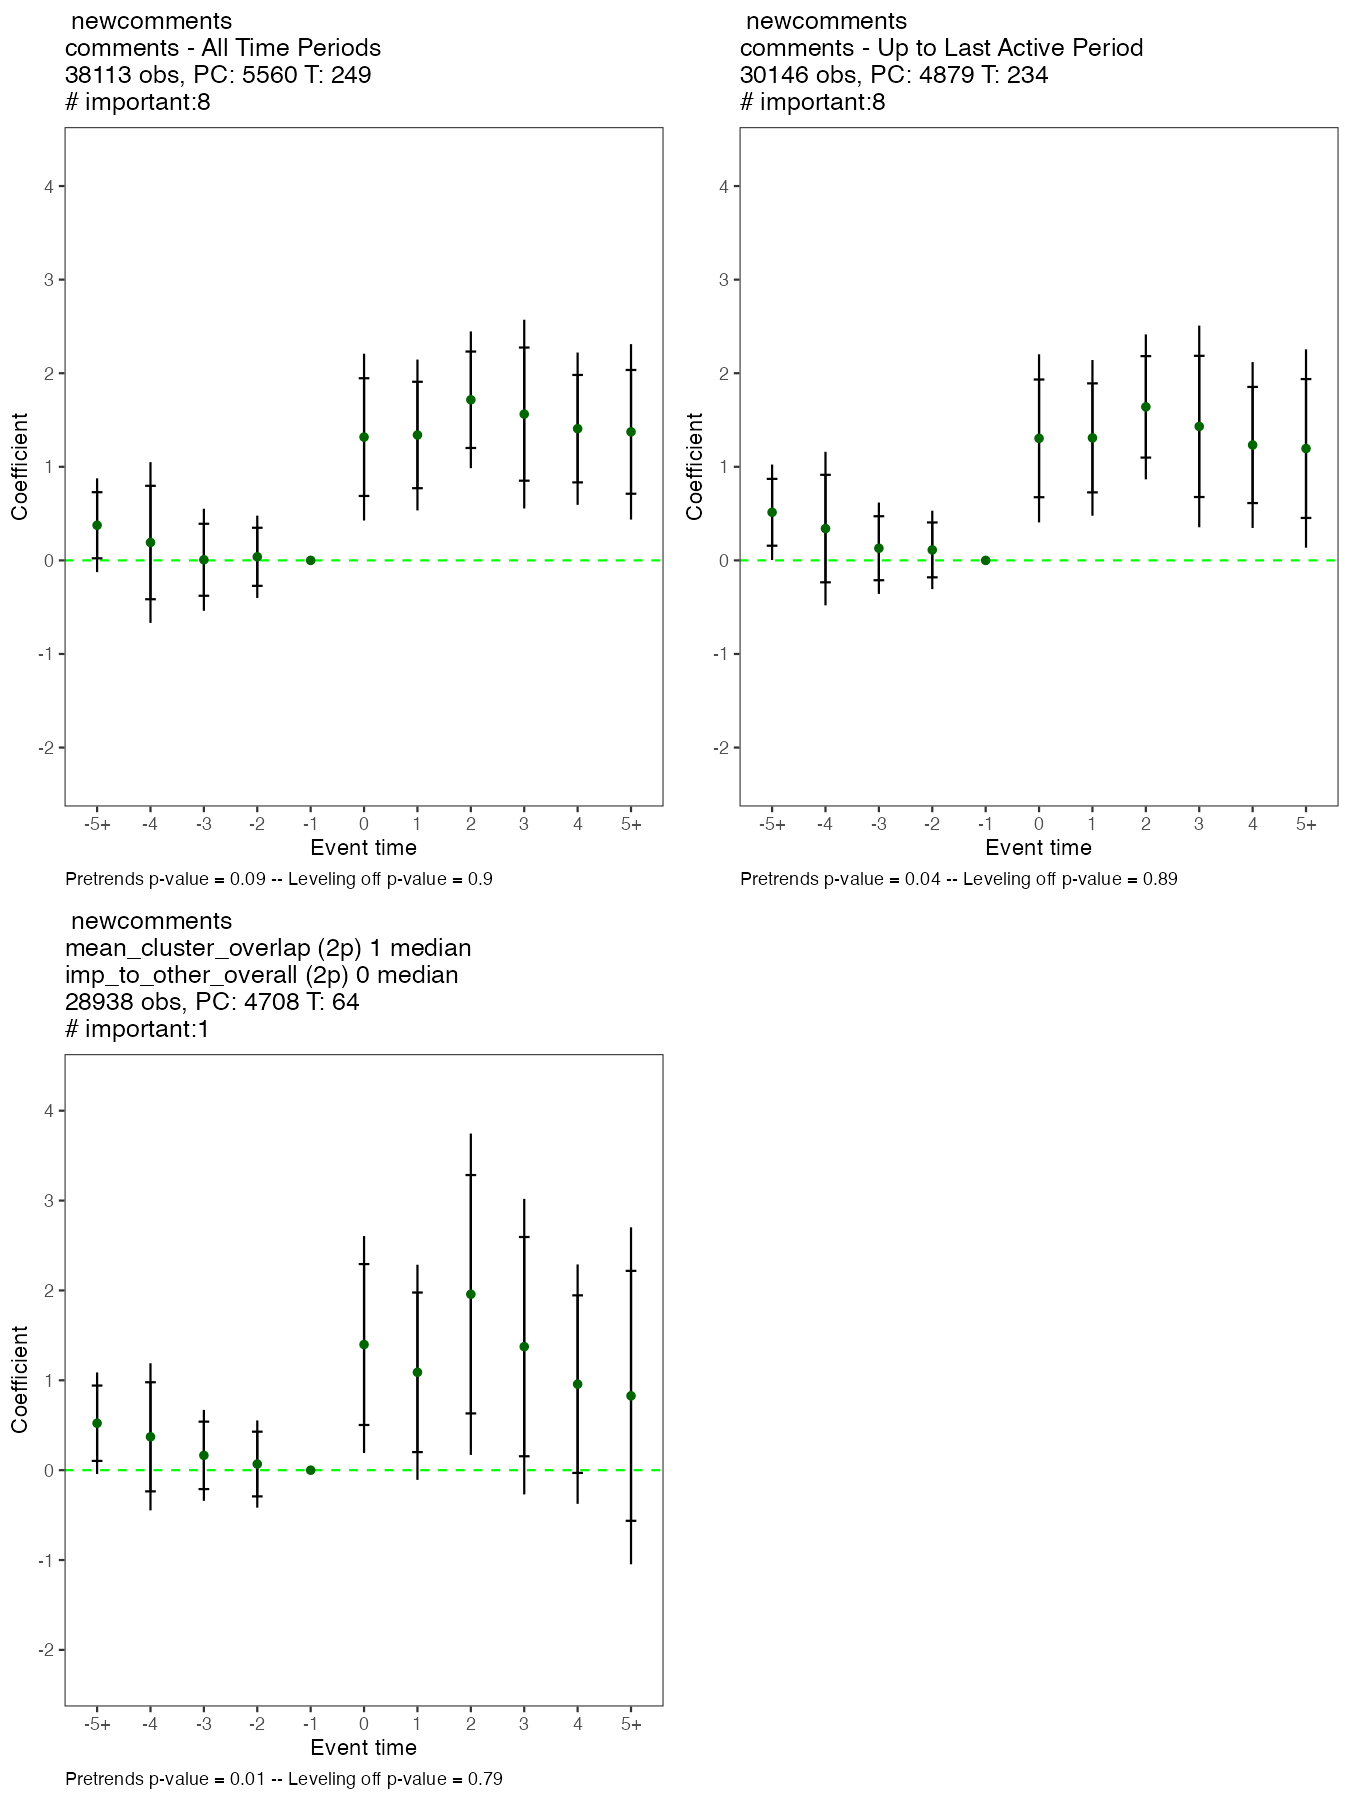 newcomments
comments - All Time Periods
38113 obs, PC: 5560 T: 249
# important:8
4
3
2
1
0
-1
-2
Coefficient
-5+ -4 -3 -2 -1 0 1 2 3 4 5+
Event time
Pretrends p-value = 0.09 -- Leveling off p-value = 0.9
newcomments
comments - Up to Last Active Period
30146 obs, PC: 4879 T: 234
# important:8
4
3
2
1
0
-1
-2
Coefficient
-5+ -4 -3 -2 -1 0 1 2 3 4 5+
Event time
Pretrends p-value = 0.04 -- Leveling off p-value = 0.89
newcomments
mean_cluster_overlap (2p) 1 median
imp_to_other_overall (2p) 0 median
28938 obs, PC: 4708 T: 64
# important:1
4
3
2
1
0
-1
-2
Coefficient
-5+ -4 -3 -2 -1 0 1 2 3 4 5+
Event time
Pretrends p-value = 0.01 -- Leveling off p-value = 0.79